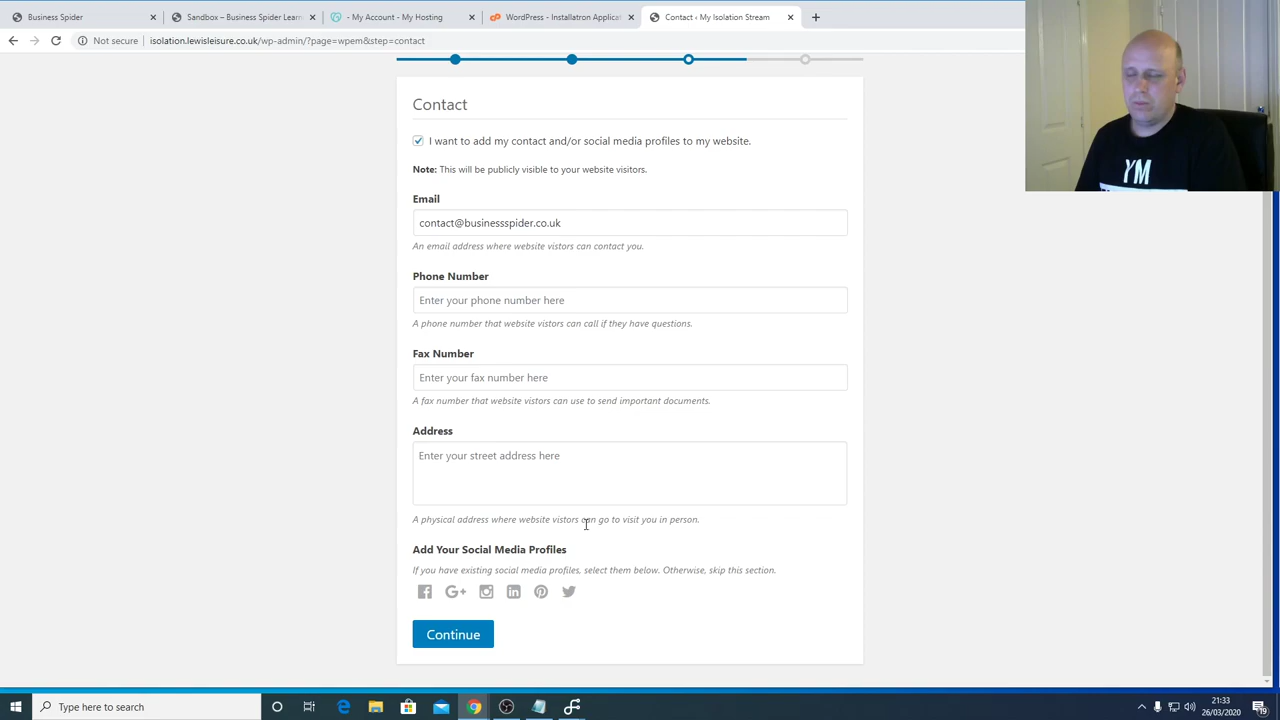 Business Spider
Sandbox – Business Spider Learn
- My Account - My Hosting
WordPress - Installatron Applicat
Contact ‹ My Isolation Stream
Not secure
isolation.lewisleisure.co.uk/wp-admin/?page=wpem&step=contact
YM
Contact
I want to add my contact and/or social media profiles to my website.
Note: This will be publicly visible to your website visitors.
Email
contact@businessspider.co.uk
An email address where website vistors can contact you.
Phone Number
Enter your phone number here
A phone number that website vistors can call if they have questions.
Fax Number
Enter your fax number here
A fax number that website vistors can use to send important documents.
Address
Enter your street address here
A physical address where website vistors can go to visit you in person.
Add Your Social Media Profiles
If you have existing social media profiles, select them below. Otherwise, skip this section.
Continue
Type here to search
21:33
26/03/2020
19